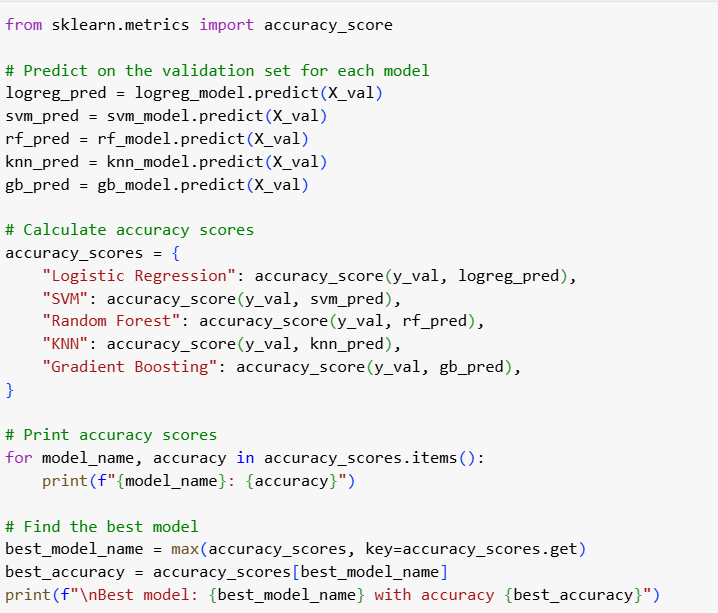 from sklearn.metrics import accuracy_score
# Predict on the validation set for each model
logreg_pred = logreg_model.predict(X_val)
svm_pred = svm_model.predict(X_val)
rf_pred = rf_model.predict(X_val)
knn_pred = knn_model.predict(X_val)
gb_pred = gb_model.predict(X_val)
# Calculate accuracy scores
accuracy_scores = {
    "Logistic Regression": accuracy_score(y_val, logreg_pred),
    "SVM": accuracy_score(y_val, svm_pred),
    "Random Forest": accuracy_score(y_val, rf_pred),
    "KNN": accuracy_score(y_val, knn_pred),
    "Gradient Boosting": accuracy_score(y_val, gb_pred),
}
# Print accuracy scores
for model_name, accuracy in accuracy_scores.items():
    print(f"{model_name}: {accuracy}")
# Find the best model
best_model_name = max(accuracy_scores, key=accuracy_scores.get)
best_accuracy = accuracy_scores[best_model_name]
print(f"\nBest model: {best_model_name} with accuracy {best_accuracy}")